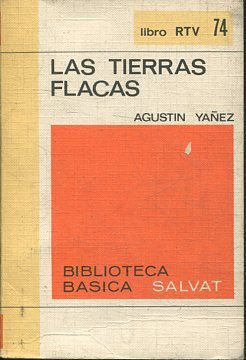 libro RTV 74
LAS TIERRAS
FLACAS
AGUSTIN YAÑEZ
BIBLIOTECA
BASICA SALVAT